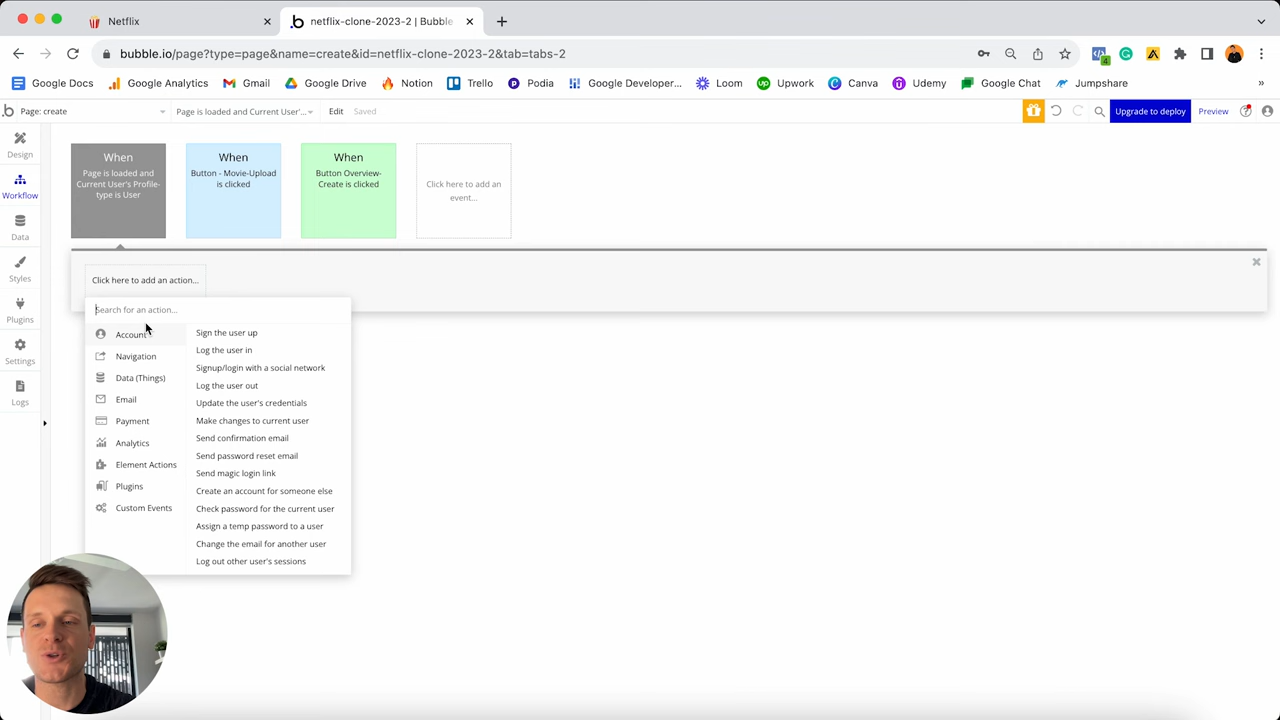 Netflix
netflix-clone-2023-2 | Bubble
bubble.io/page?type=page&name=create&id=netflix-clone-2023-2&tab=tabs-2
4
Google Docs
Google Analytics
Gmail
Google Drive
Notion
Trello
Podia
Google Developer...
Loom
Upwork
Canva
Udemy
Google Chat
Jumpshare
»
Page: create
Page is loaded and Current User'...
Edit
Saved
Upgrade to deploy
Preview
Design
Workflow
Data
Styles
Plugins
Settings
Logs
When
Page is loaded and
Current User's Profile-
type is User
When
Button - Movie-Upload
is clicked
When
Button Overview-
Create is clicked
Click here to add an
event...
Click here to add an action...
Search for an action...
Account
Navigation
Data (Things)
Email
Payment
Analytics
Element Actions
Plugins
Custom Events
Sign the user up
Log the user in
Signup/login with a social network
Log the user out
Update the user's credentials
Make changes to current user
Send confirmation email
Send password reset email
Send magic login link
Create an account for someone else
Check password for the current user
Assign a temp password to a user
Change the email for another user
Log out other user's sessions